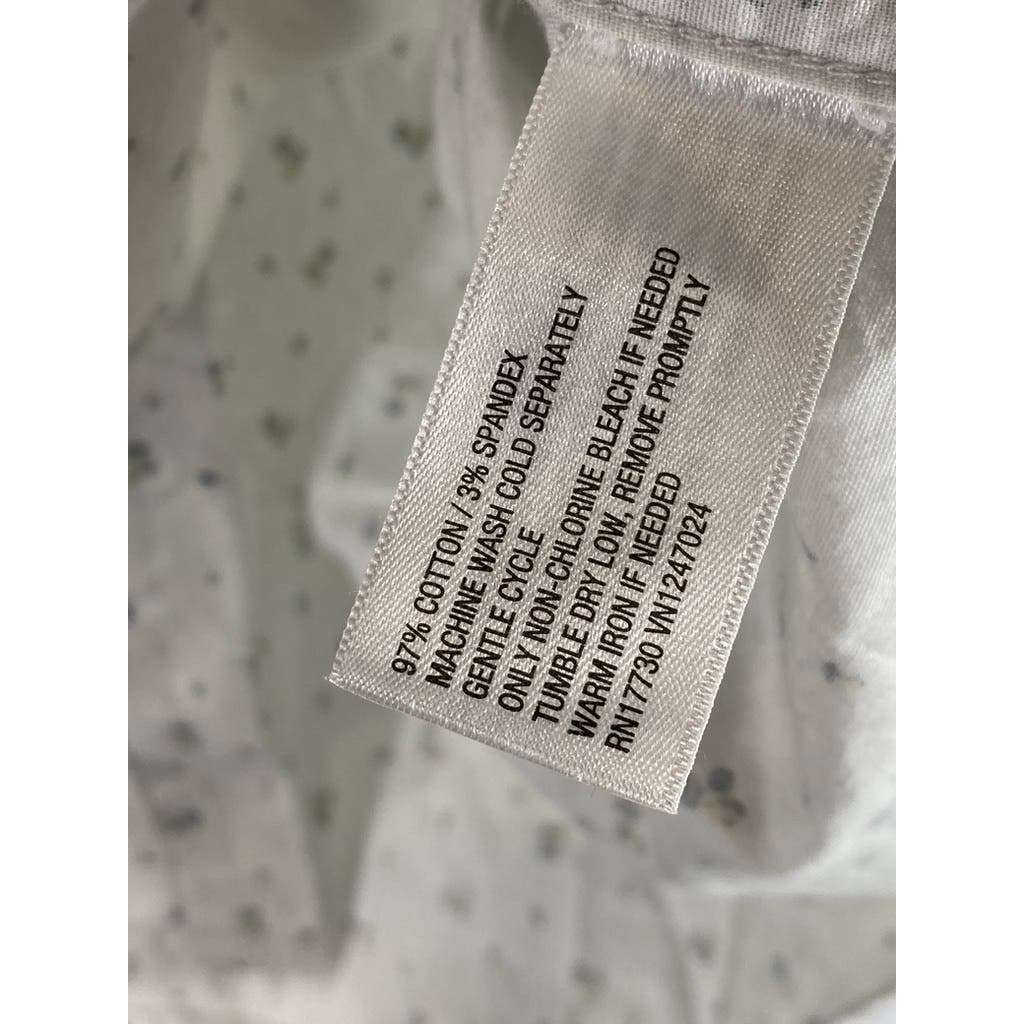 97% COTTON / 3% SPANDEX
MACHINE WASH COLD SEPARATELY
GENTLE CYCLE
ONLY NON-CHLORINE BLEACH IF NEEDED
TUMBLE DRY LOW, REMOVE PROMPTLY
WARM IRON IF NEEDED
RN17730 VN1247024